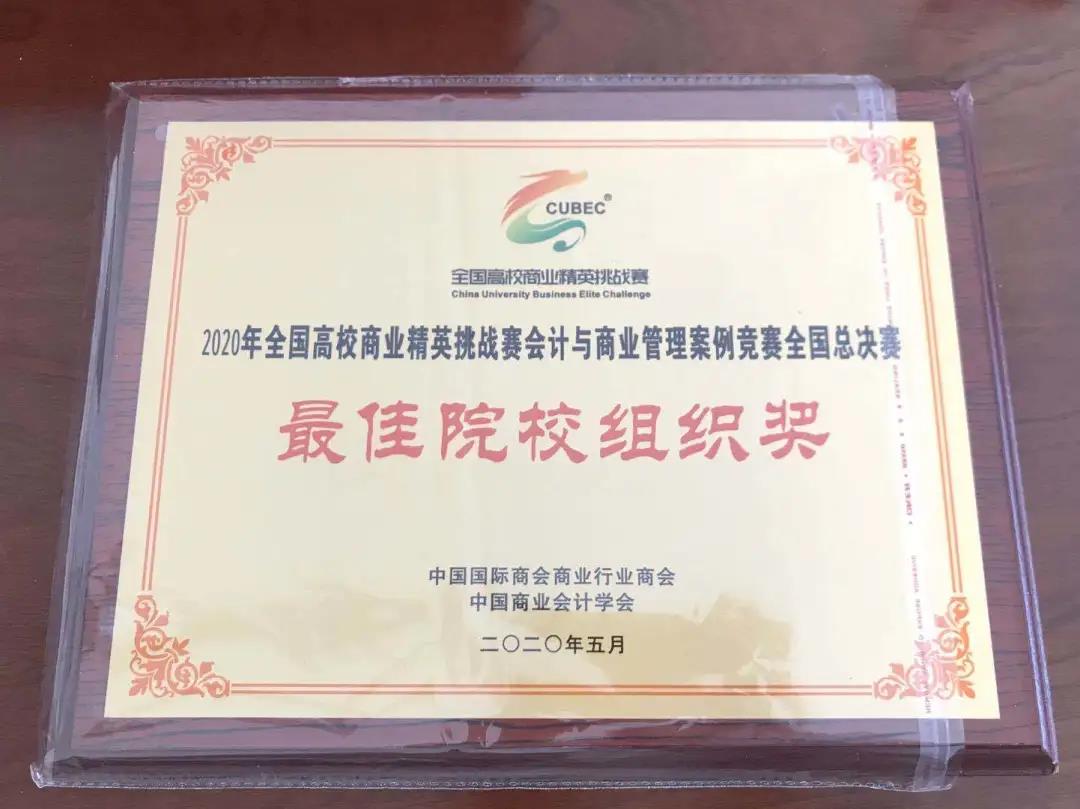 CUBEC®
全国高校商业精英挑战赛
China University Business Elite Challenge
2020年全国高校商业精英挑战赛会计与商业管理案例竞赛全国总决赛
最佳院校组织奖
中国国际商会商业行业商会
中国商业会计学会
二〇二〇年五月